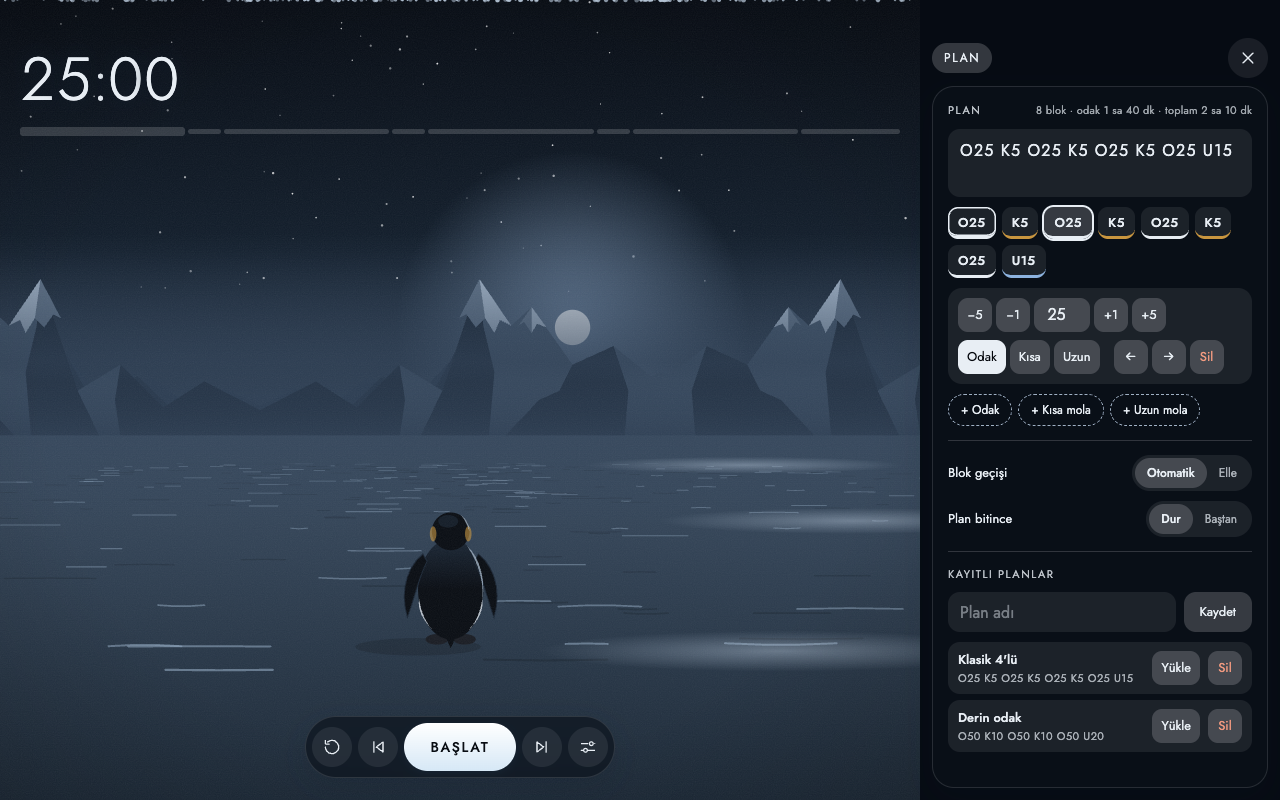 25:00
BAŞLAT
PLAN
PLAN 8 blok · odak 1 sa 40 dk · toplam 2 sa 10 dk
O25 K5 O25 K5 O25 K5 O25 U15
O25 K5 O25 K5 O25 K5
O25 U15
−5 −1 25 +1 +5
Odak Kısa Uzun ← → Sil
+ Odak + Kısa mola + Uzun mola
Blok geçişi Otomatik Elle
Plan bitince Dur Baştan
KAYITLI PLANLAR
Plan adı Kaydet
Klasik 4'lü
O25 K5 O25 K5 O25 K5 O25 U15
Yükle Sil
Derin odak
O50 K10 O50 K10 O50 U20
Yükle Sil